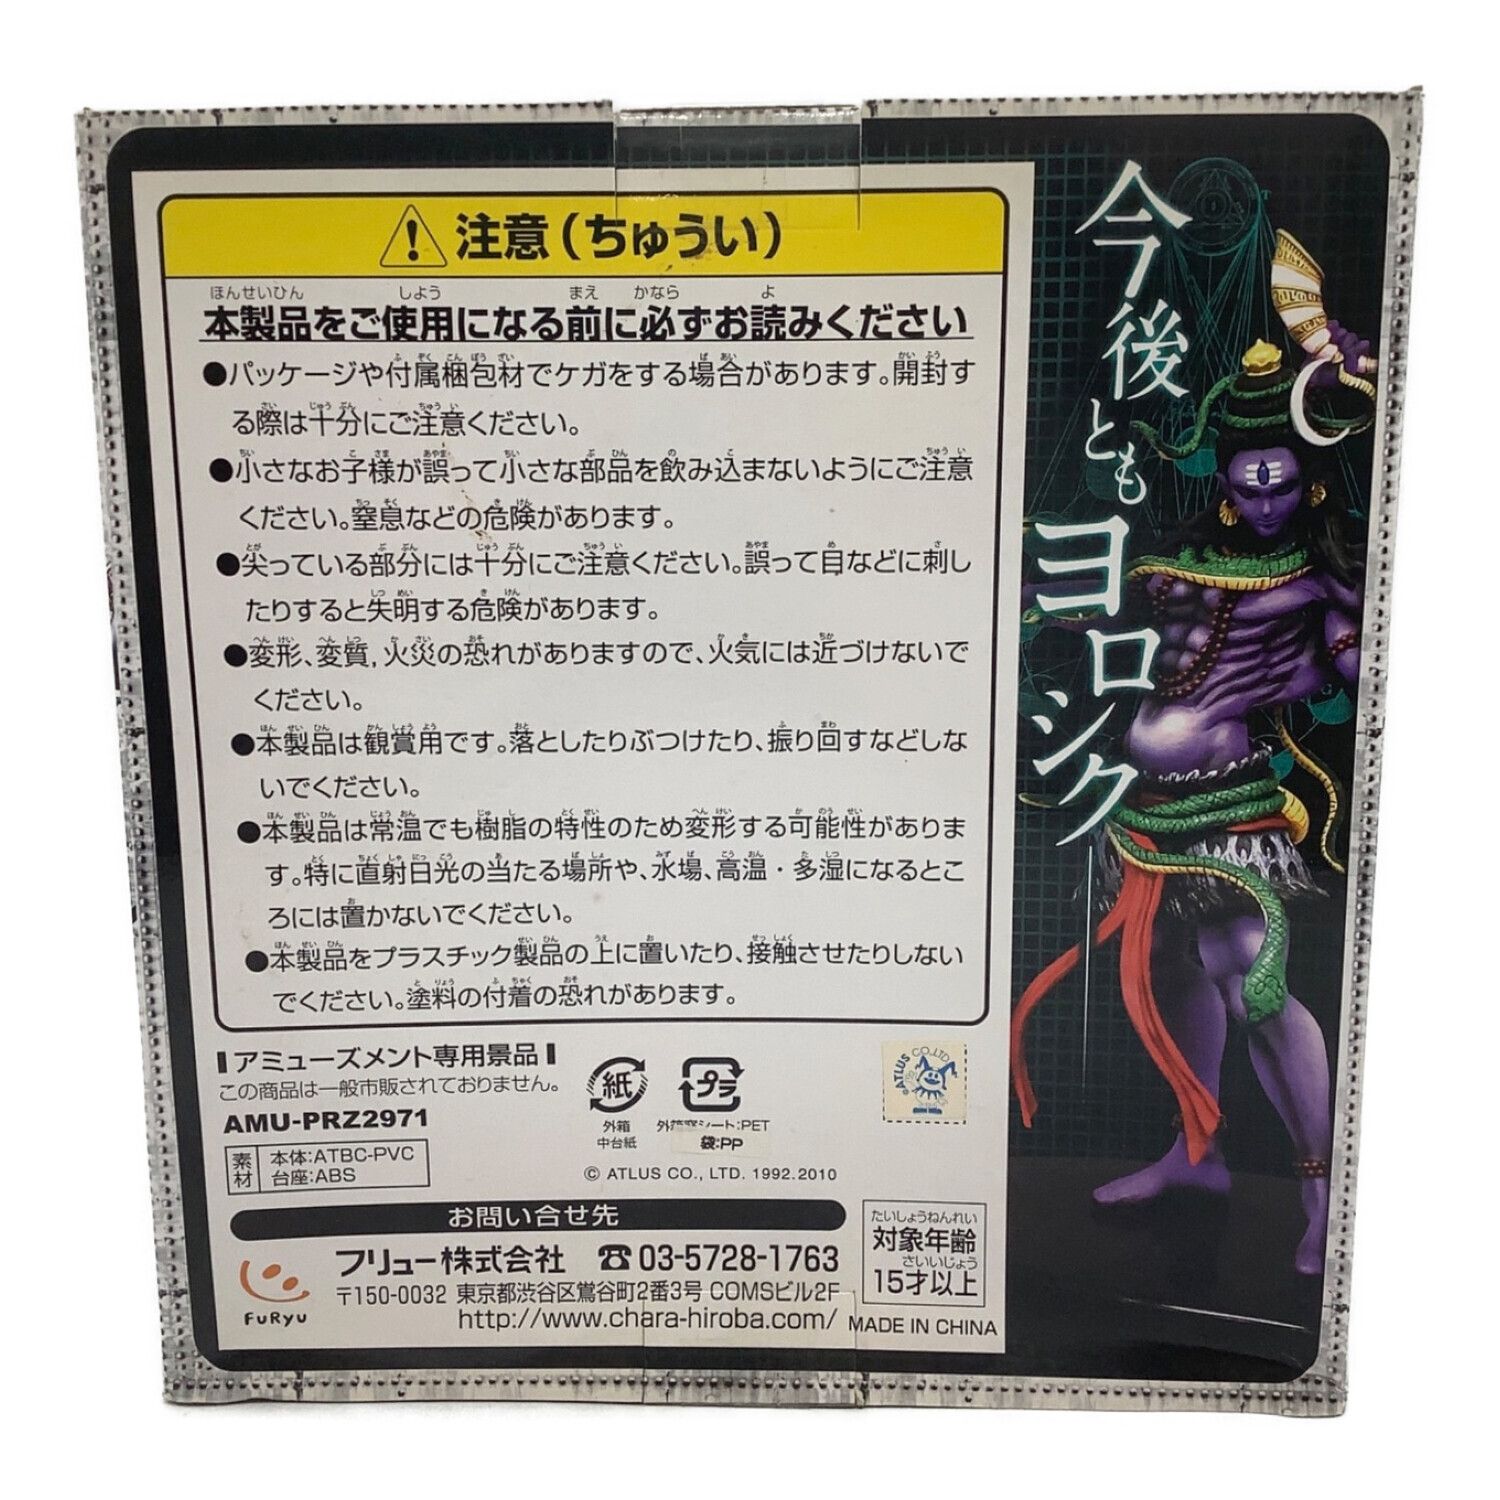 注意(ちゅうい)
本製品をご使用になる前に必ずお読みください
●パッケージや付属梱包材でケガをする場合があります。開封す
る際は十分にご注意ください。
●小さなお子様が誤って小さな部品を飲み込まないようにご注意
ください。窒息などの危険があります。
●尖っている部分には十分にご注意ください。誤って目などに刺し
たりすると失明する危険があります。
●変形、変質,火災の恐れがありますので、火気には近づけないで
ください。
●本製品は観賞用です。落としたりぶつけたり、振り回すなどしな
いでください。
●本製品は常温でも樹脂の特性のため変形する可能性がありま
す。特に直射日光の当たる場所や、水場、高温・多湿になるとこ
ろには置かないでください。
●本製品をプラスチック製品の上に置いたり、接触させたりしない
でください。塗料の付着の恐れがあります。
アミューズメント専用景品
この商品は一般市販されておりません。
AMU-PRZ2971
素材
本体:ATBC-PVC
台座:ABS
紙
外箱
中台紙
プラ
シート:PET
袋:PP
© ATLUS CO., LTD. 1992.2010
ATLUS CO.,LTD.
お問い合せ先
フリュー株式会社 ☎03-5728-1763
〒150-0032 東京都渋谷区鶯谷町2番3号 COMSビル2F
http://www.chara-hiroba.com/
FuRyu
たいしょうねんれい
対象年齢
さいいじょう
15才以上
MADE IN CHINA
今後とも
ヨロシク